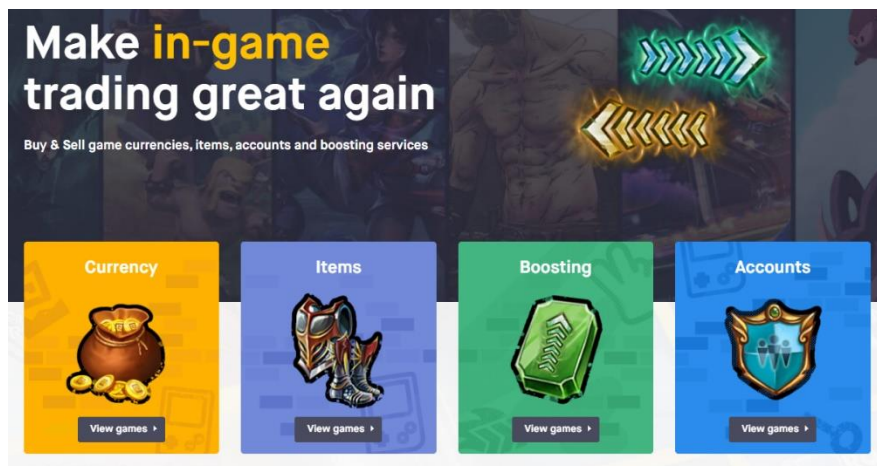 Make in-game
trading great again
Buy & Sell game currencies, items, accounts and boosting services
Currency
Items
Boosting
Accounts
View games
View games
View games
View games